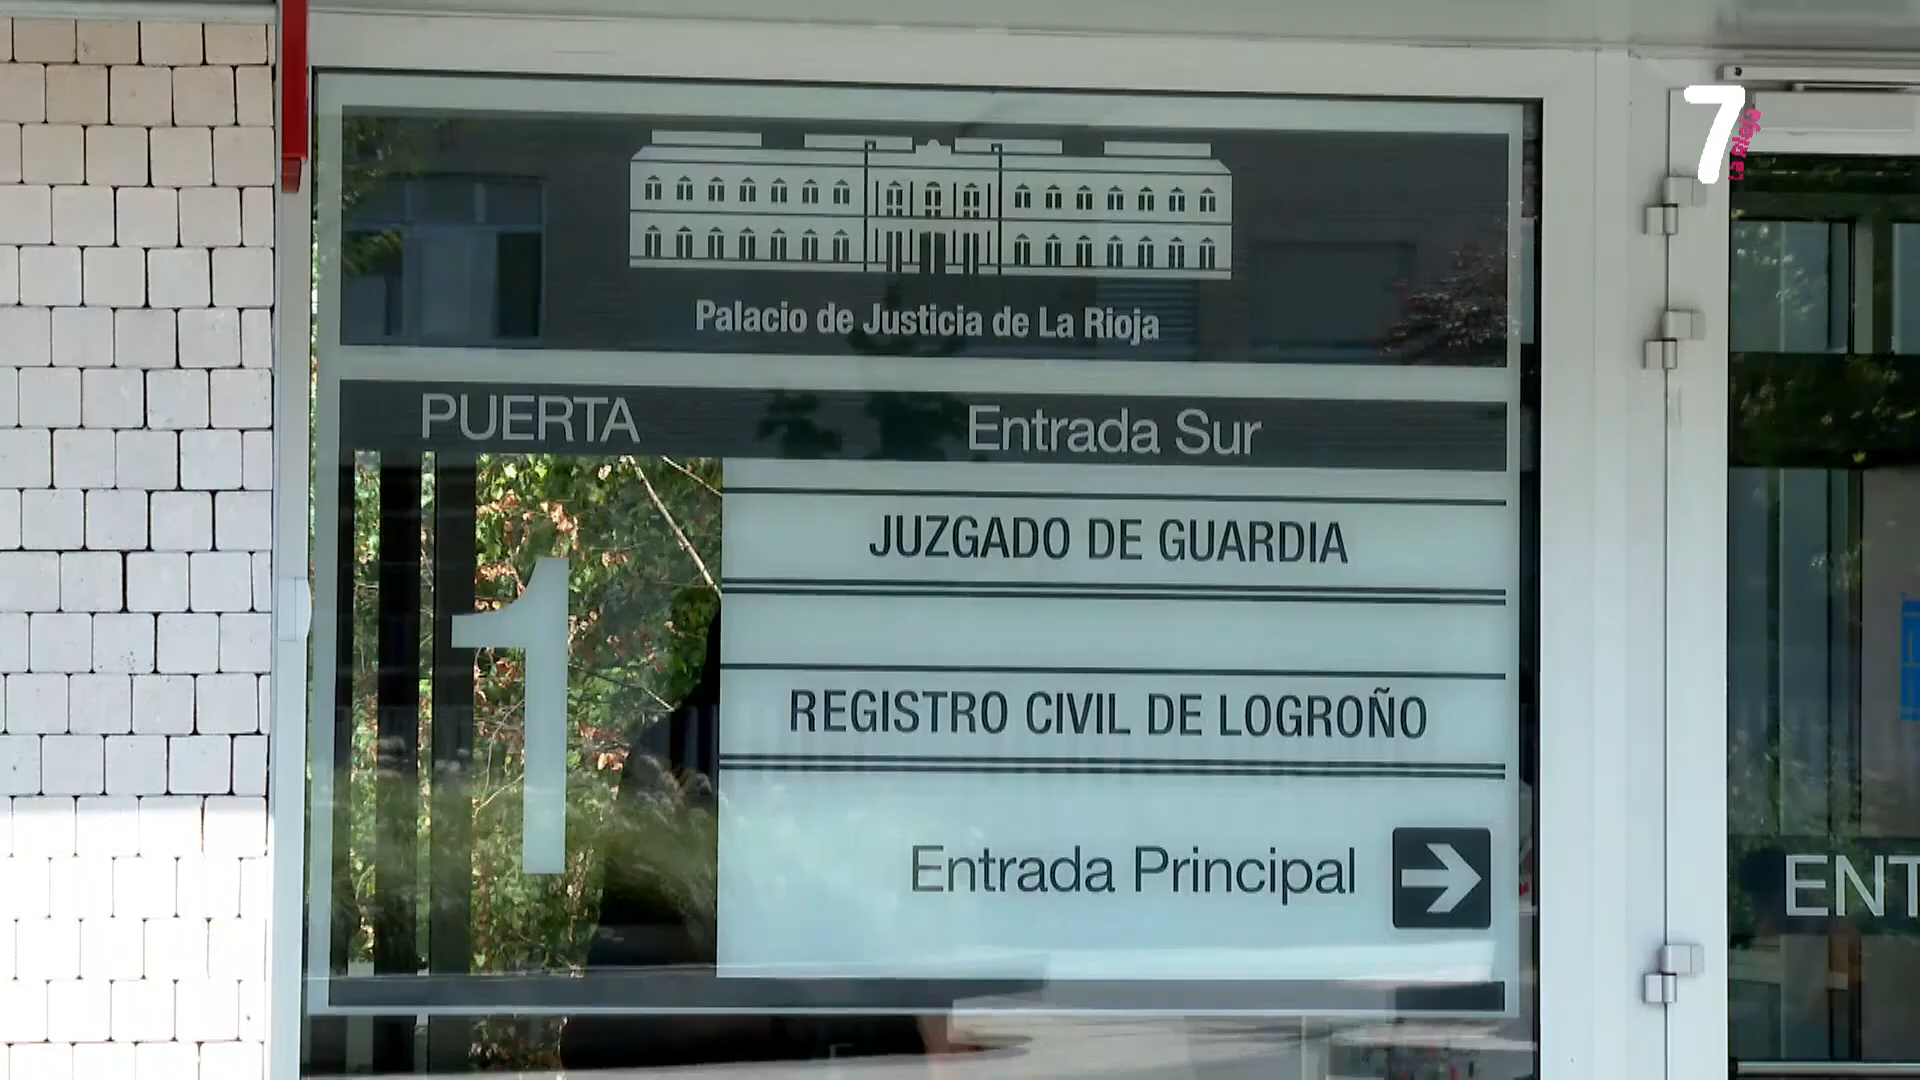 7
La Rioja
Palacio de Justicia de La Rioja
PUERTA
Entrada Sur
1
JUZGADO DE GUARDIA
REGISTRO CIVIL DE LOGROÑO
Entrada Principal
ENT